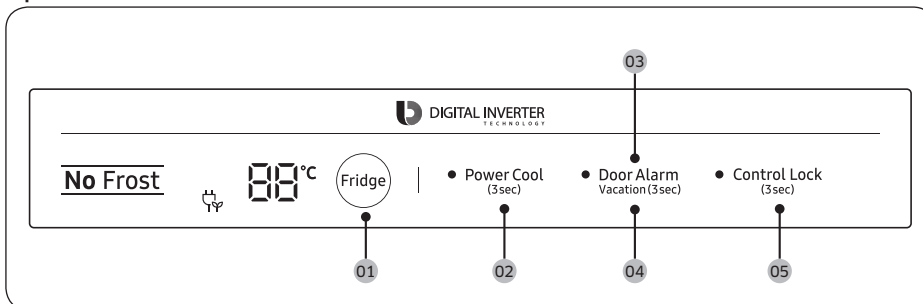 03
DIGITAL INVERTER
TECHNOLOGY
No Frost
88°C
Fridge
Power Cool
(3sec)
Door Alarm
Vacation(3sec)
Control Lock
(3sec)
01
02
04
05